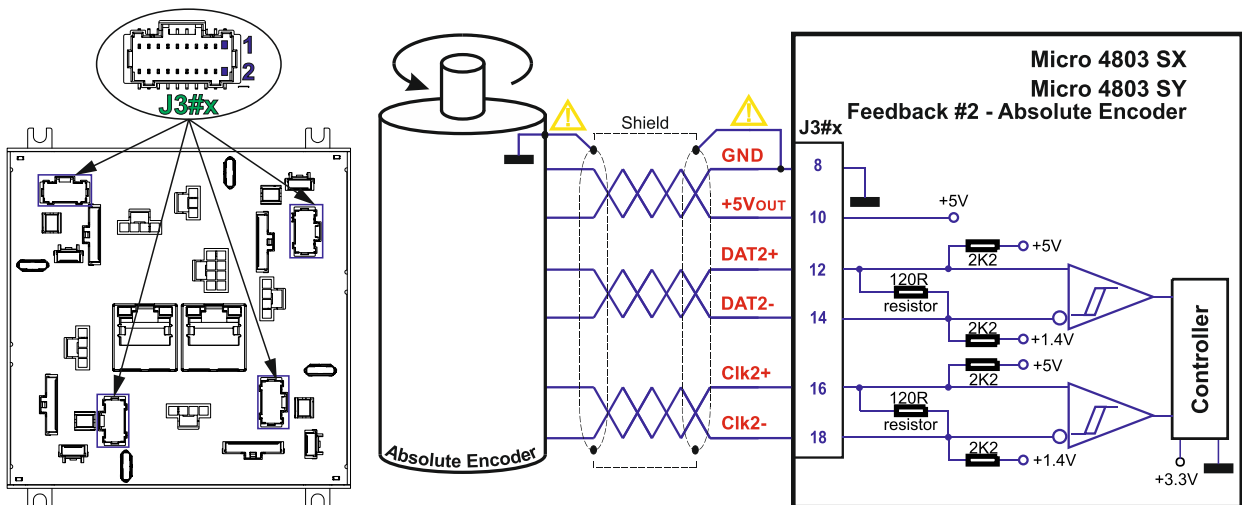 1
2
J3#x
Absolute Encoder
Shield
GND
+5VOUT
DAT2+
DAT2-
Clk2+
Clk2-
J3#x
8
10
12
14
16
18
Micro 4803 SX
Micro 4803 SY
Feedback #2 - Absolute Encoder
+5V
+5V
2K2
120R
resistor
2K2
+1.4V
+5V
2K2
120R
resistor
2K2
+1.4V
Controller
+3.3V